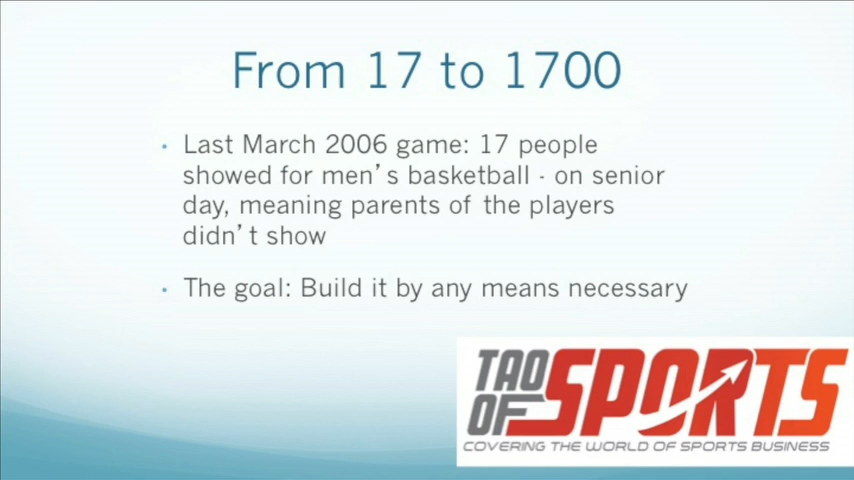 From 17 to 1700
• Last March 2006 game: 17 people
showed for men's basketball - on senior
day, meaning parents of the players
didn't show
• The goal: Build it by any means necessary
TAO
OF
SPORTS
COVERING THE WORLD OF SPORTS BUSINESS